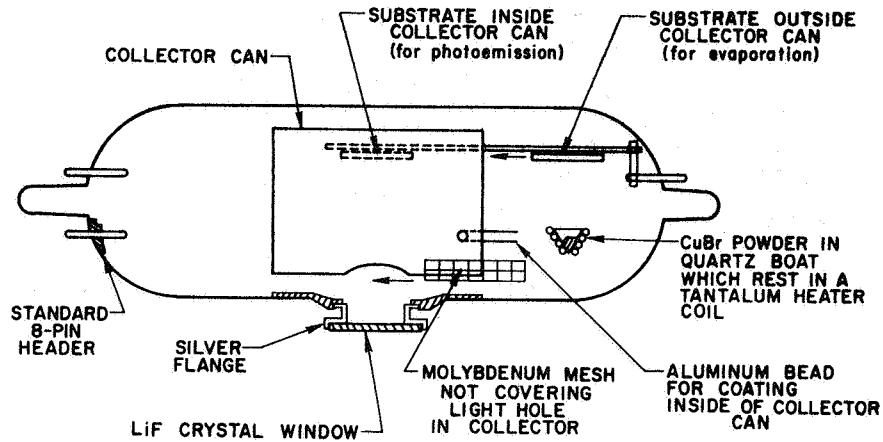 SUBSTRATE INSIDE
COLLECTOR CAN
(for photoemission)
SUBSTRATE OUTSIDE
COLLECTOR CAN
(for evaporation)
COLLECTOR CAN
CuBr POWDER IN
QUARTZ BOAT
WHICH REST IN A
TANTALUM HEATER
COIL
STANDARD
8-PIN
HEADER
SILVER
FLANGE
MOLYBDENUM MESH
NOT COVERING
LIGHT HOLE
IN COLLECTOR
ALUMINUM BEAD
FOR COATING
INSIDE OF COLLECTOR
CAN
LiF CRYSTAL WINDOW